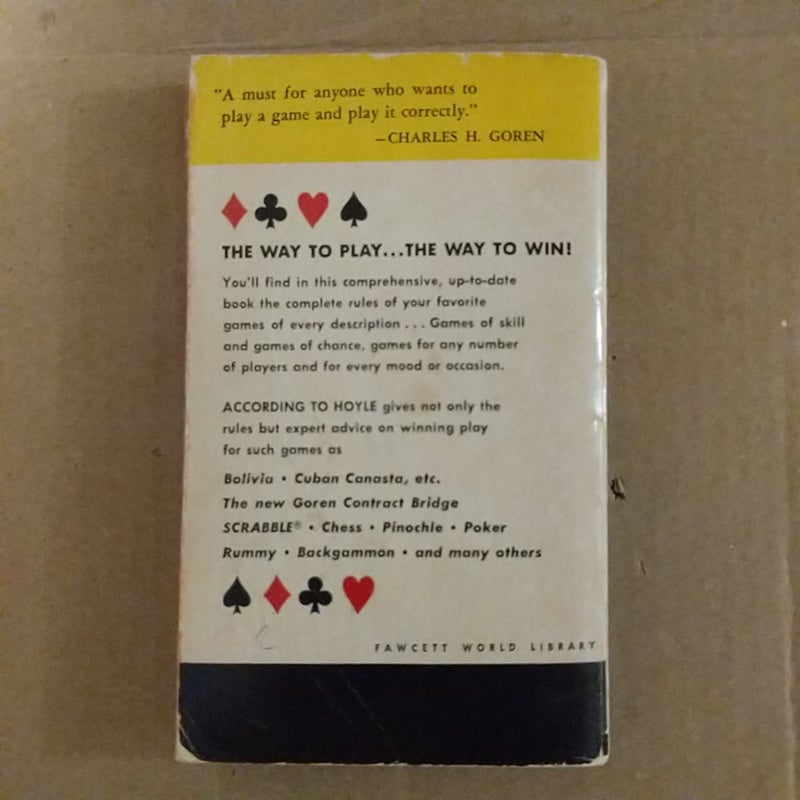 "A must for anyone who wants to
play a game and play it correctly."
—CHARLES H. GOREN
THE WAY TO PLAY...THE WAY TO WIN!
You'll find in this comprehensive, up-to-date
book the complete rules of your favorite
games of every description . . . Games of skill
and games of chance, games for any number
of players and for every mood or occasion.
ACCORDING TO HOYLE gives not only the
rules but expert advice on winning play
for such games as
Bolivia • Cuban Canasta, etc.
The new Goren Contract Bridge
SCRABBLE® • Chess • Pinochle • Poker
Rummy • Backgammon • and many others
FAWCETT WORLD LIBRARY